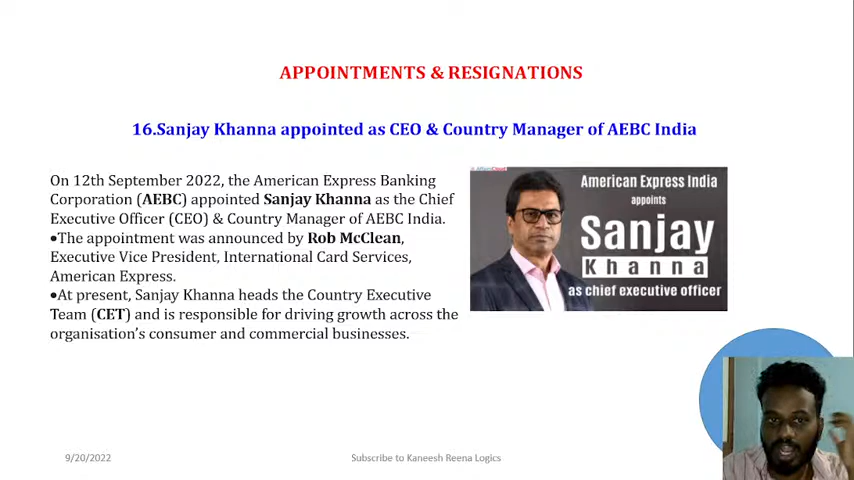 APPOINTMENTS & RESIGNATIONS
16.Sanjay Khanna appointed as CEO & Country Manager of AEBC India
On 12th September 2022, the American Express Banking
Corporation (AEBC) appointed Sanjay Khanna as the Chief
Executive Officer (CEO) & Country Manager of AEBC India.
•The appointment was announced by Rob McClean,
Executive Vice President, International Card Services,
American Express.
•At present, Sanjay Khanna heads the Country Executive
Team (CET) and is responsible for driving growth across the
organisation's consumer and commercial businesses.
AffairsCloud
American Express India
appoints
Sanjay
Khanna
as chief executive officer
9/20/2022
Subscribe to Kaneesh Reena Logics